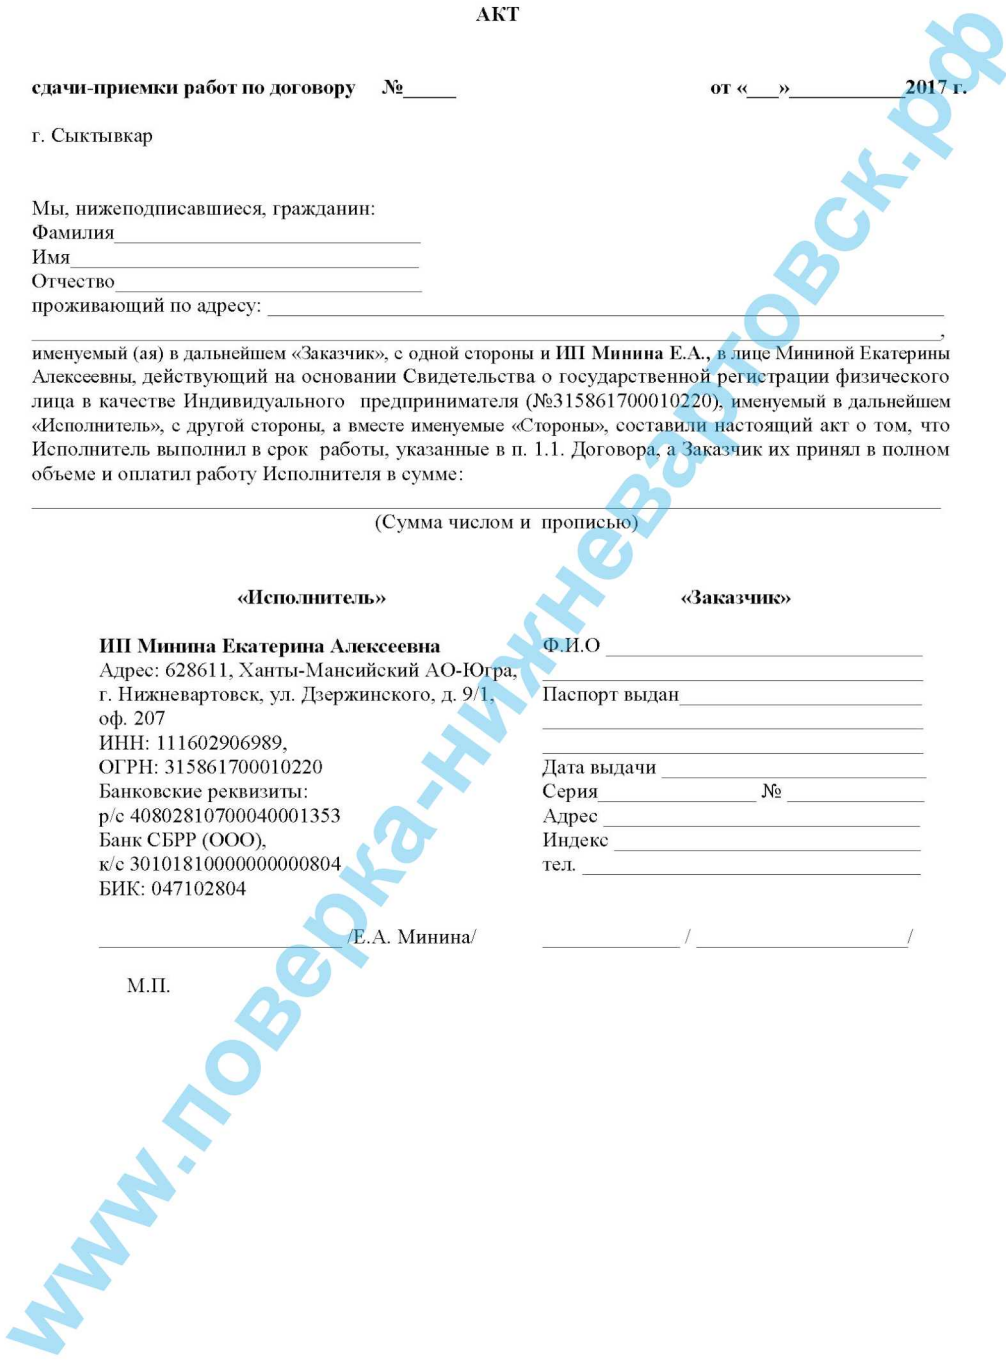 АКТ
сдачи-приемки работ по договору №_____ от «___»___________2017 г.
г. Сыктывкар
Мы, нижеподписавшиеся, гражданин:
Фамилия
Имя
Отчество
проживающий по адресу:
,
именуемый (ая) в дальнейшем «Заказчик», с одной стороны и ИП Минина Е.А., в лице Мининой Екатерины
Алексеевны, действующий на основании Свидетельства о государственной регистрации физического
лица в качестве Индивидуального предпринимателя (№315861700010220), именуемый в дальнейшем
«Исполнитель», с другой стороны, а вместе именуемые «Стороны», составили настоящий акт о том, что
Исполнитель выполнил в срок работы, указанные в п. 1.1. Договора, а Заказчик их принял в полном
объеме и оплатил работу Исполнителя в сумме:
(Сумма числом и прописью)
«Исполнитель»
ИП Минина Екатерина Алексеевна
Адрес: 628611, Ханты-Мансийский АО-Югра,
г. Нижневартовск, ул. Дзержинского, д. 9/1,
оф. 207
ИНН: 111602906989,
ОГРН: 315861700010220
Банковские реквизиты:
р/с 40802810700040001353
Банк СБРР (ООО),
к/с 30101810000000000804
БИК: 047102804
/Е.А. Минина/
М.П.
«Заказчик»
Ф.И.О
Паспорт выдан
Дата выдачи
Серия №
Адрес
Индекс
тел.
/ /
www.поверка-нижневартовск.рф